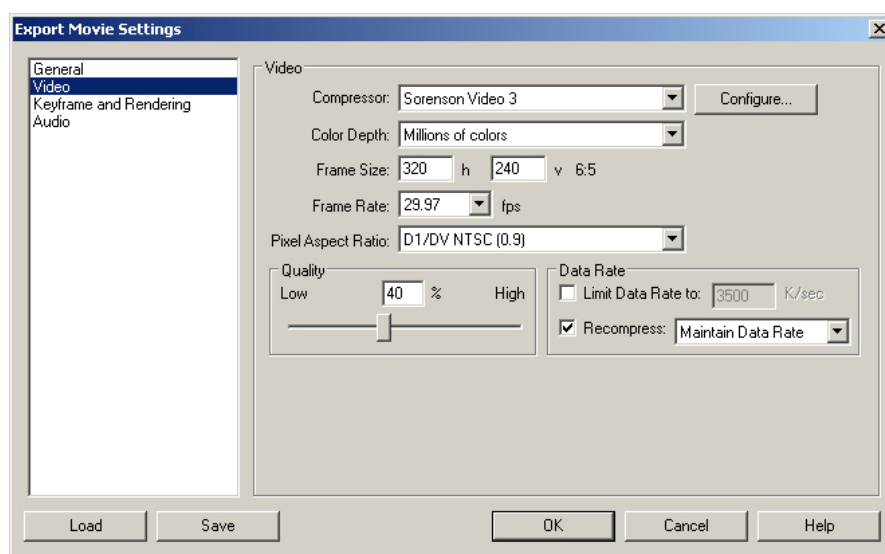 Export Movie Settings
General
Video
Keyframe and Rendering
Audio
Video
Compressor: Sorenson Video 3 Configure...
Color Depth: Millions of colors
Frame Size: 320 h 240 v 6:5
Frame Rate: 29.97 fps
Pixel Aspect Ratio: D1/DV NTSC (0.9)
Quality
Low 40 % High
Data Rate
Limit Data Rate to: 3500 K/sec
Recompress: Maintain Data Rate
Load Save OK Cancel Help